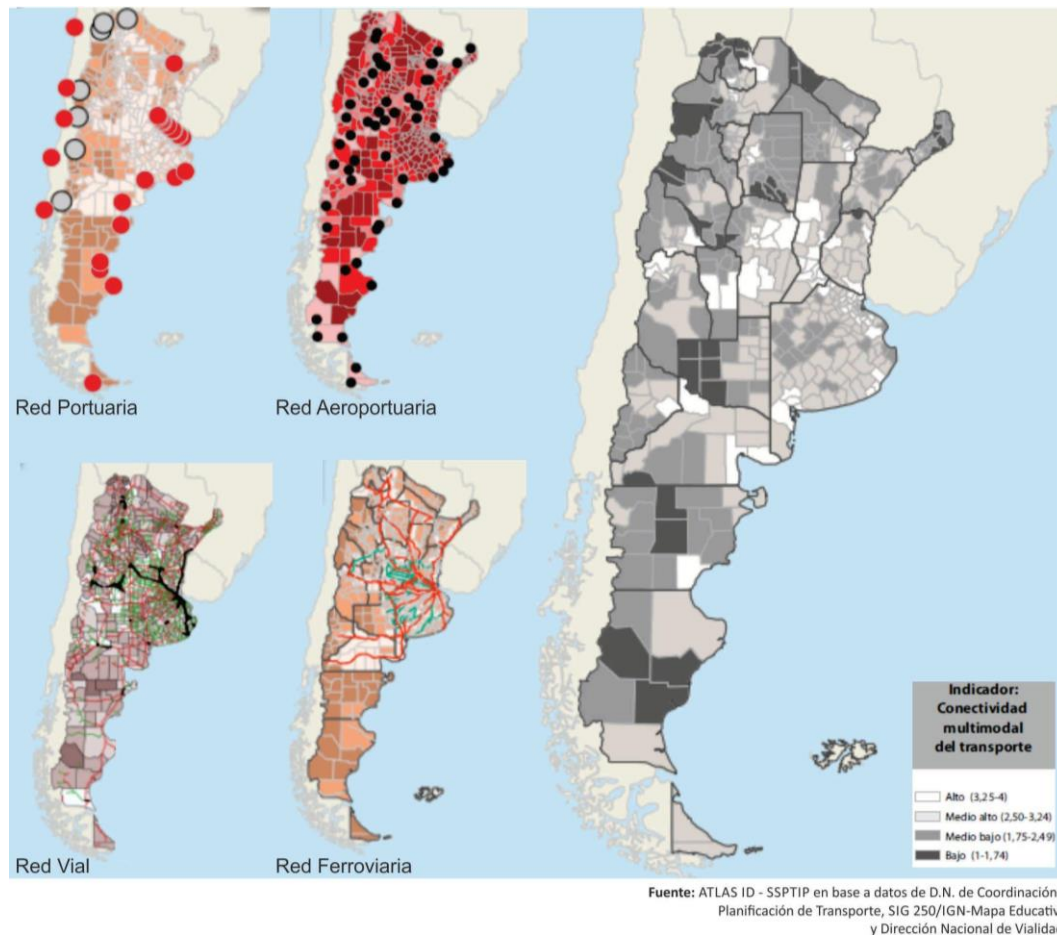 Red Portuaria
Red Aeroportuaria
Red Vial
Red Ferroviaria
Indicador:
Conectividad
multimodal
del transporte
Alto (3,25-4)
Medio alto (2,50-3,24)
Medio bajo (1,75-2,49)
Bajo (1-1,74)
Fuente: ATLAS ID - SSPTIP en base a datos de D.N. de Coordinación
Planificación de Transporte, SIG 250/IGN-Mapa Educativ
y Dirección Nacional de Vialida